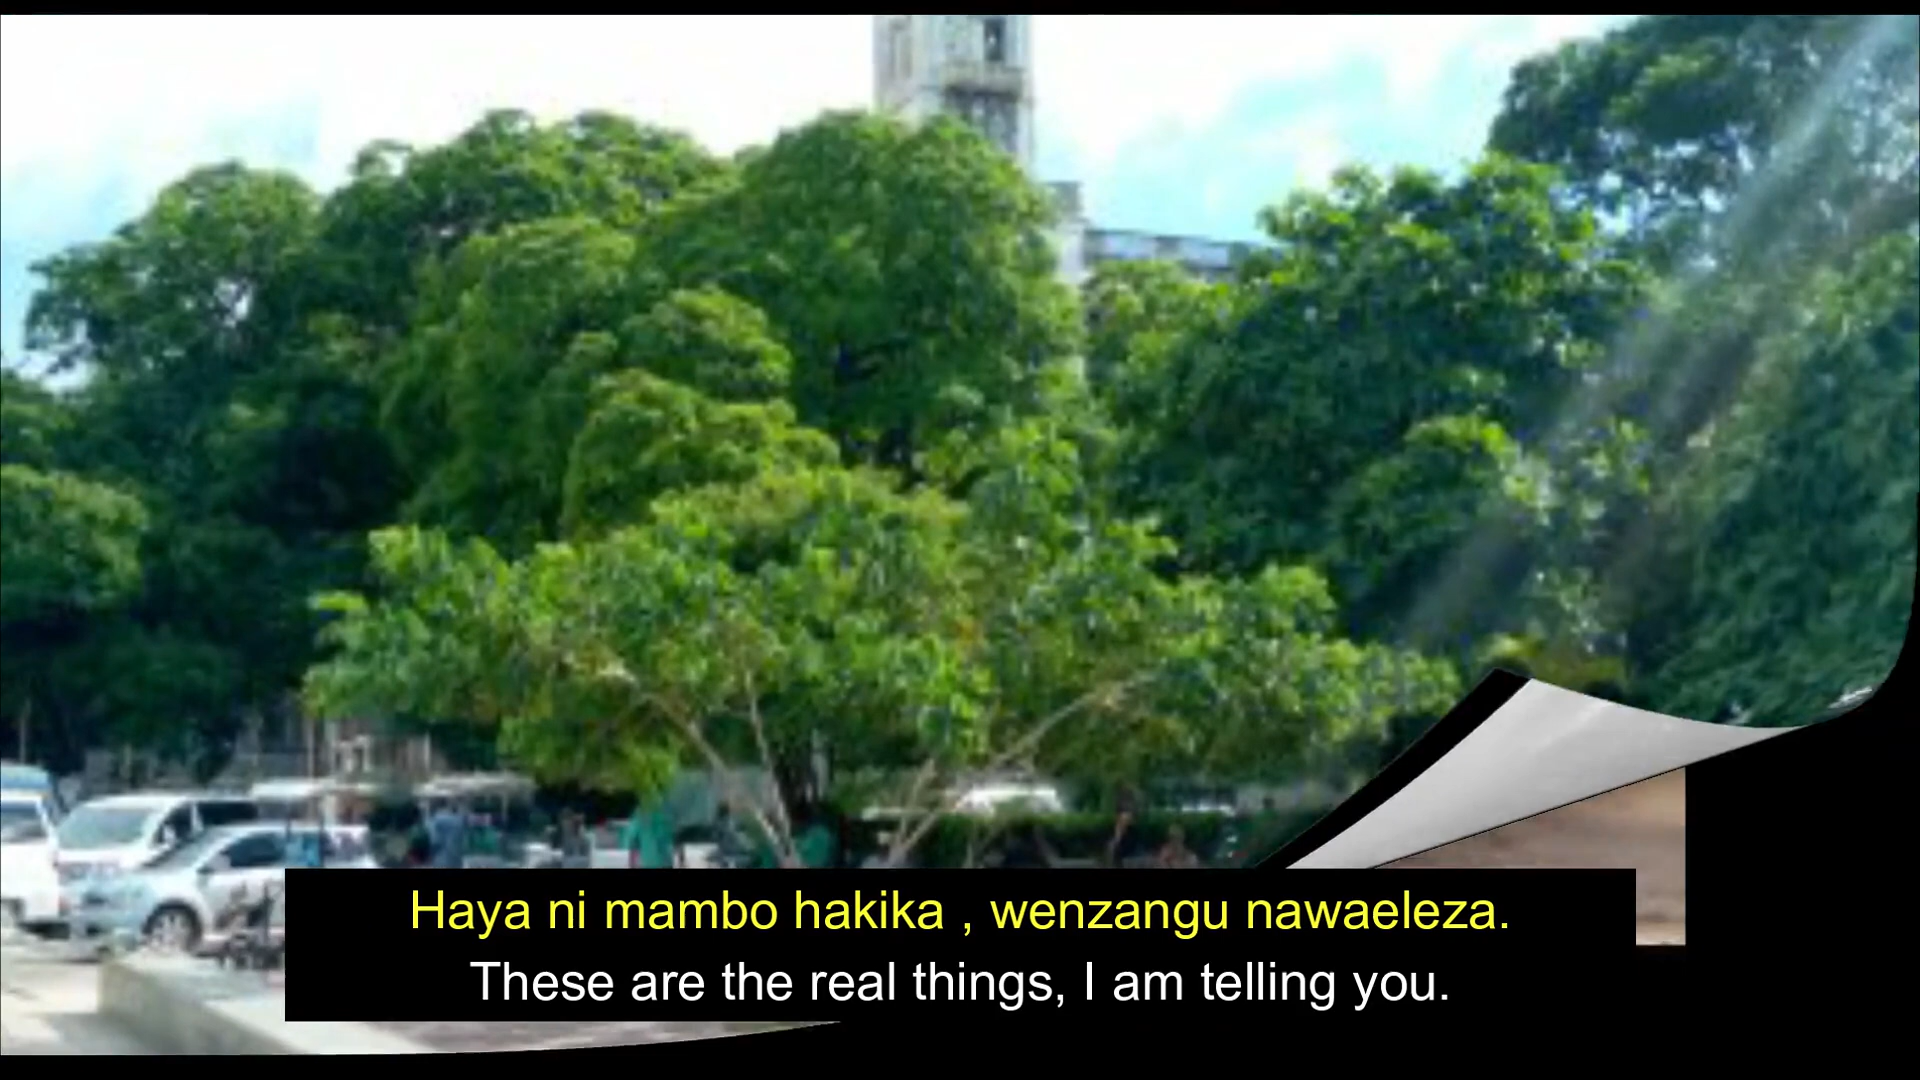 Haya ni mambo hakika , wenzangu nawaeleza.
These are the real things, I am telling you.